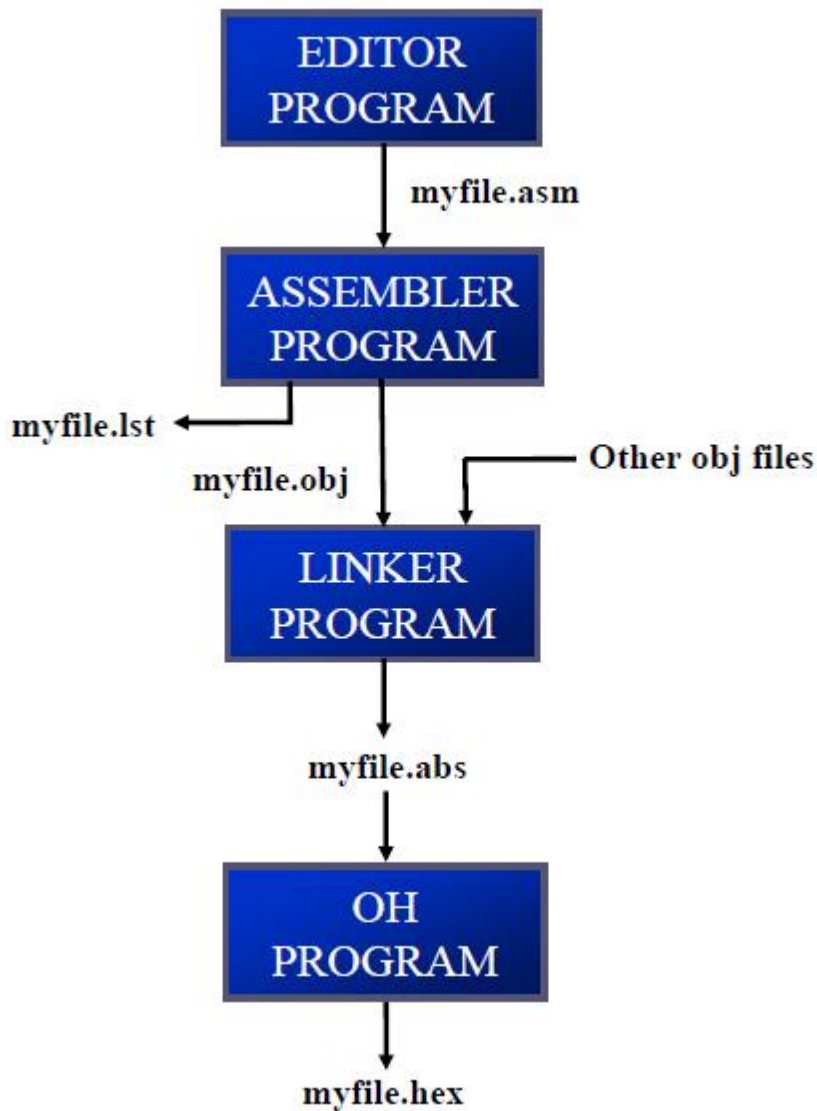 EDITOR
PROGRAM
myfile.asm
ASSEMBLER
PROGRAM
myfile.lst
myfile.obj
Other obj files
LINKER
PROGRAM
myfile.abs
OH
PROGRAM
myfile.hex